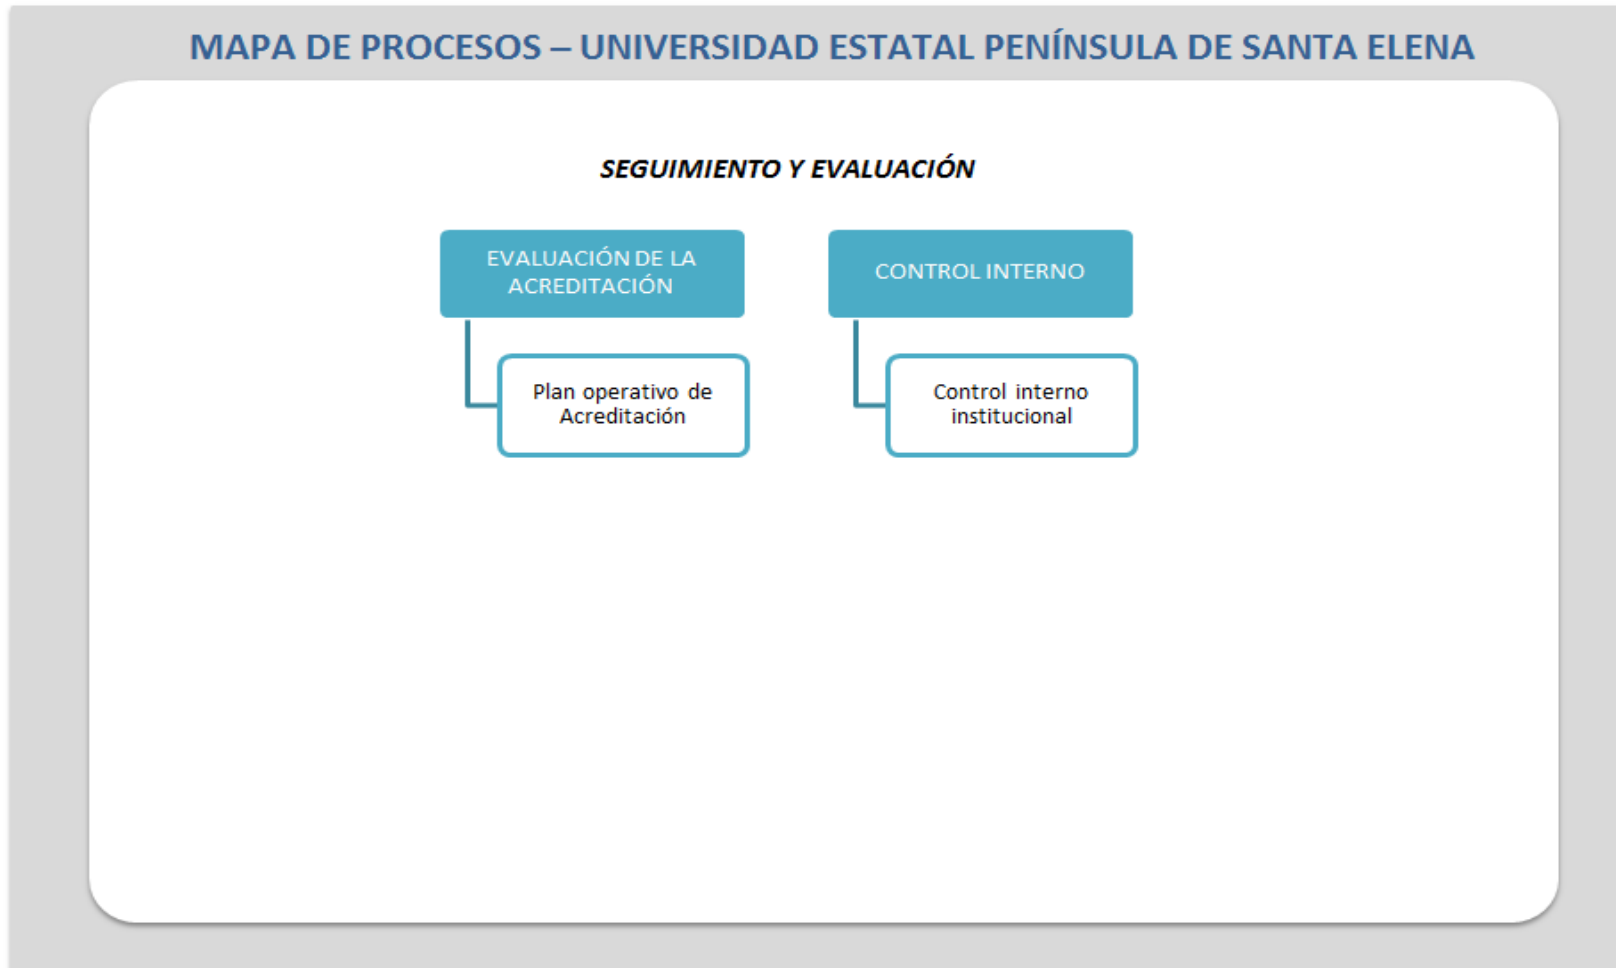 MAPA DE PROCESOS – UNIVERSIDAD ESTATAL PENÍNSULA DE SANTA ELENA
SEGUIMIENTO Y EVALUACIÓN
EVALUACIÓN DE LA
ACREDITACIÓN
Plan operativo de
Acreditación
CONTROL INTERNO
Control interno
institucional